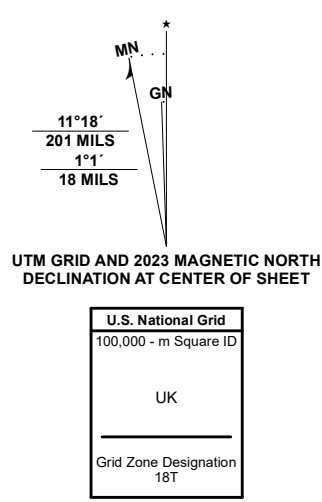 MN
GN
11°18´
201 MILS
1°1´
18 MILS
UTM GRID AND 2023 MAGNETIC NORTH
DECLINATION AT CENTER OF SHEET
U.S. National Grid
100,000 - m Square ID
UK
Grid Zone Designation
18T